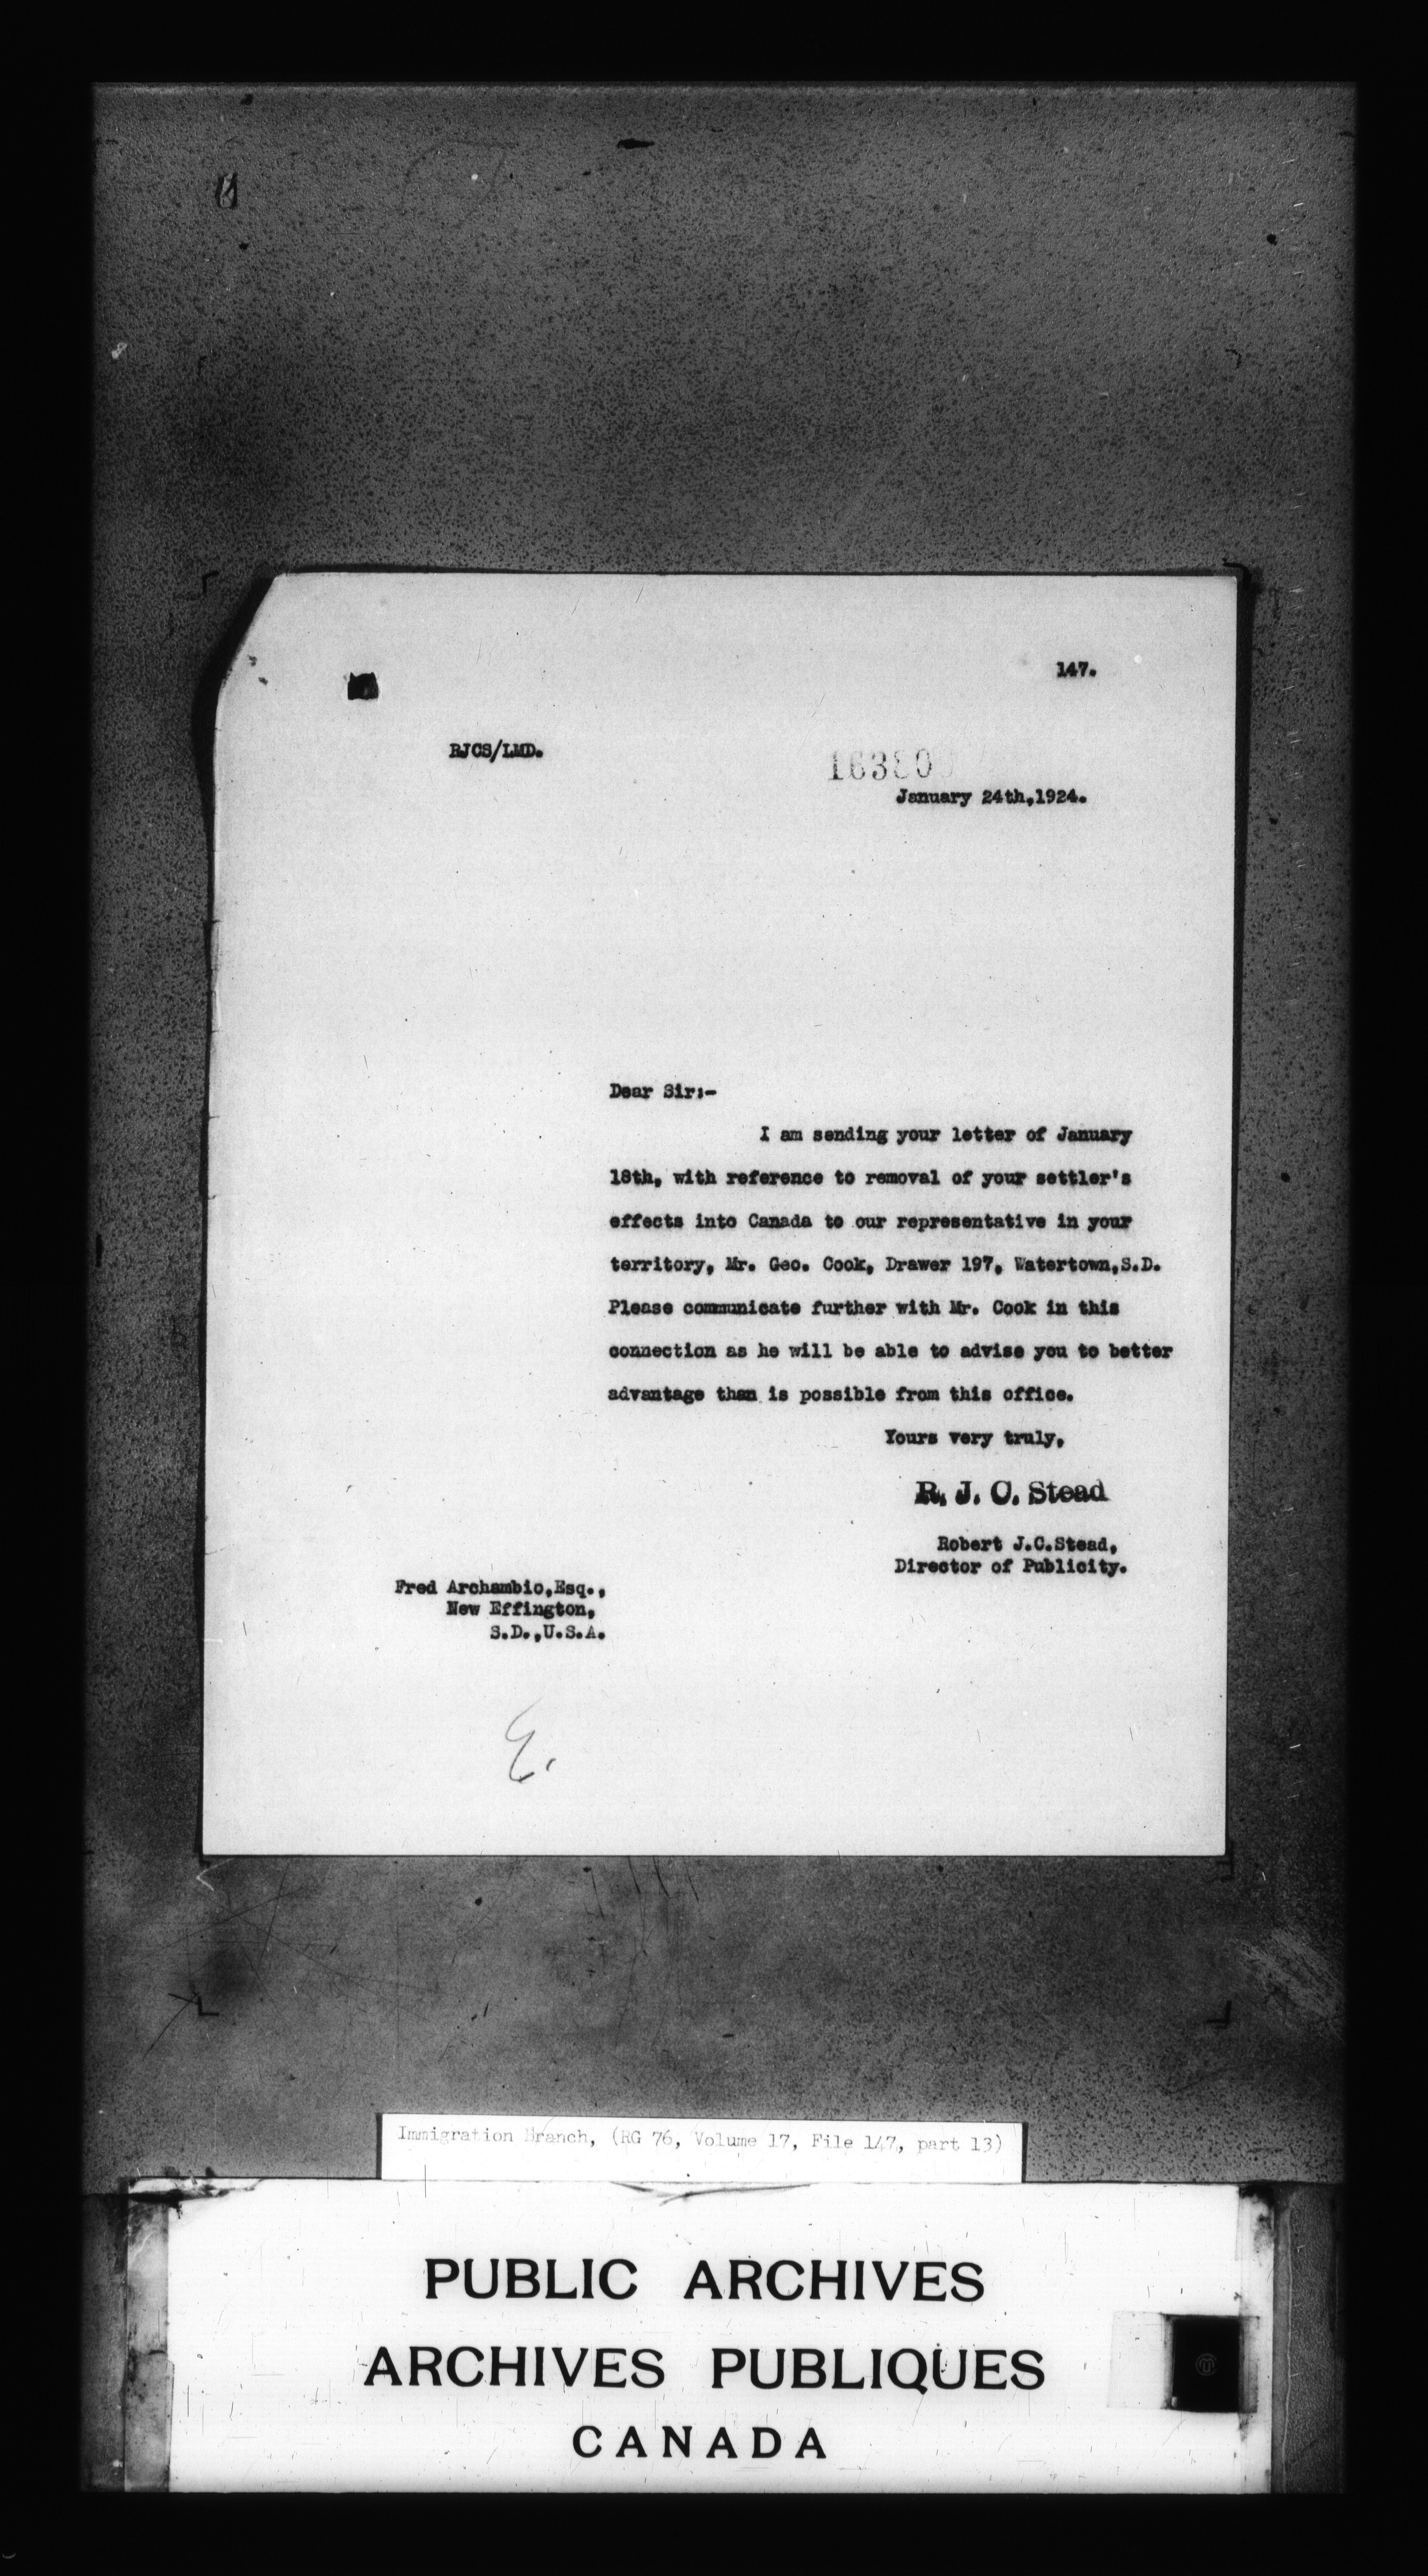 147.
RJCS/LMD.
January 24th,1924.
Dear Sir:-
I am sending your letter of January
18th, with reference to removal of your settler's
effects into Canada to our representative in your
territory, Mr. Geo. Cook, Drawer 197, Watertown,S.D.
Please communicate further with Mr. Cook in this
connection as he will be able to advise you to better
advantage than is possible from this office.
Yours very truly,
R. J. C. Stead
Robert J.C.Stead,
Director of Publicity.
Fred Archambio,Esq.,
New Effington,
S.D.,U.S.A.
Immigration Branch, (RG 76, Volume 17, File 147, part 13)
PUBLIC ARCHIVES
ARCHIVES PUBLIQUES
CANADA